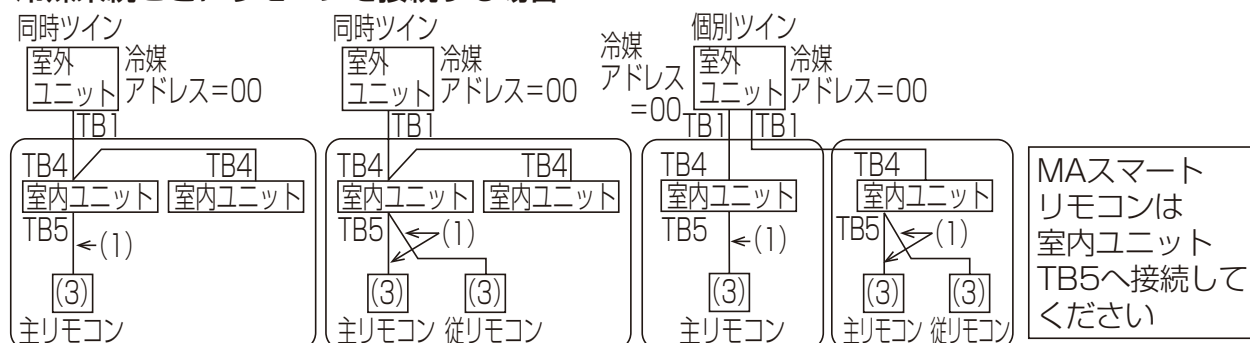 同時ツイン
室外
ユニット
冷媒
アドレス=00
TB1
TB4
TB4
室内ユニット
室内ユニット
TB5
(1)
(3)
主リモコン
同時ツイン
室外
ユニット
冷媒
アドレス=00
TB1
TB4
TB4
室内ユニット
室内ユニット
TB5
(1)
(3)
(3)
主リモコン
従リモコン
個別ツイン
冷媒
アドレス
=00
室外
ユニット
冷媒
アドレス=00
TB1
TB1
TB4
室内ユニット
TB5
(1)
(3)
主リモコン
TB4
室内ユニット
TB5
(1)
(3)
(3)
主リモコン
従リモコン
MAスマート
リモコンは
室内ユニット
TB5へ接続して
ください